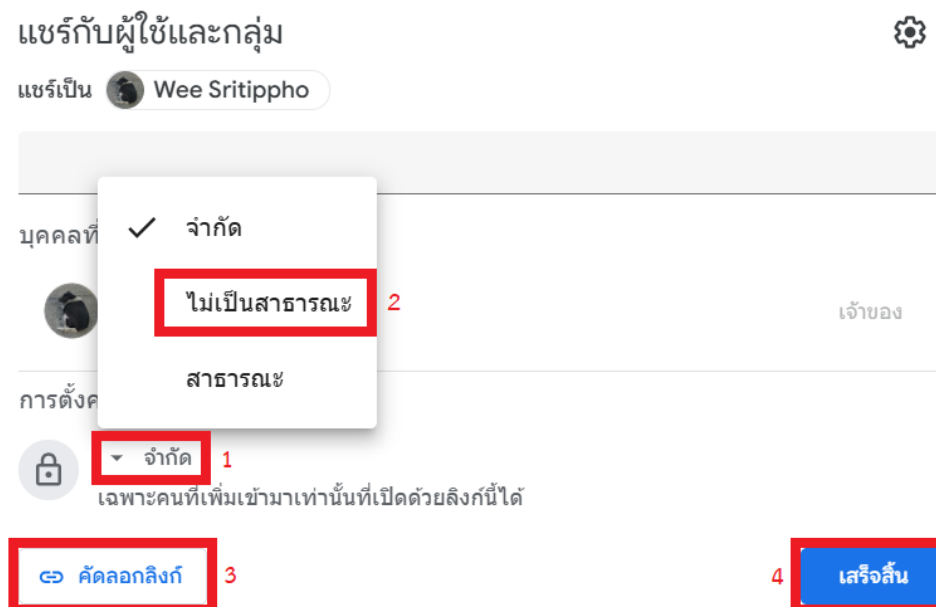 แชร์กับผู้ใช้และกลุ่ม
แชร์เป็น Wee Sritippho
จำกัด
บุคคลที่
ไม่เป็นสาธารณะ 2
เจ้าของ
สาธารณะ
การตั้งค
จำกัด 1
เฉพาะคนที่เพิ่มเข้ามาเท่านั้นที่เปิดด้วยลิงก์นี้ได้
คัดลอกลิงก์ 3
4 เสร็จสิ้น